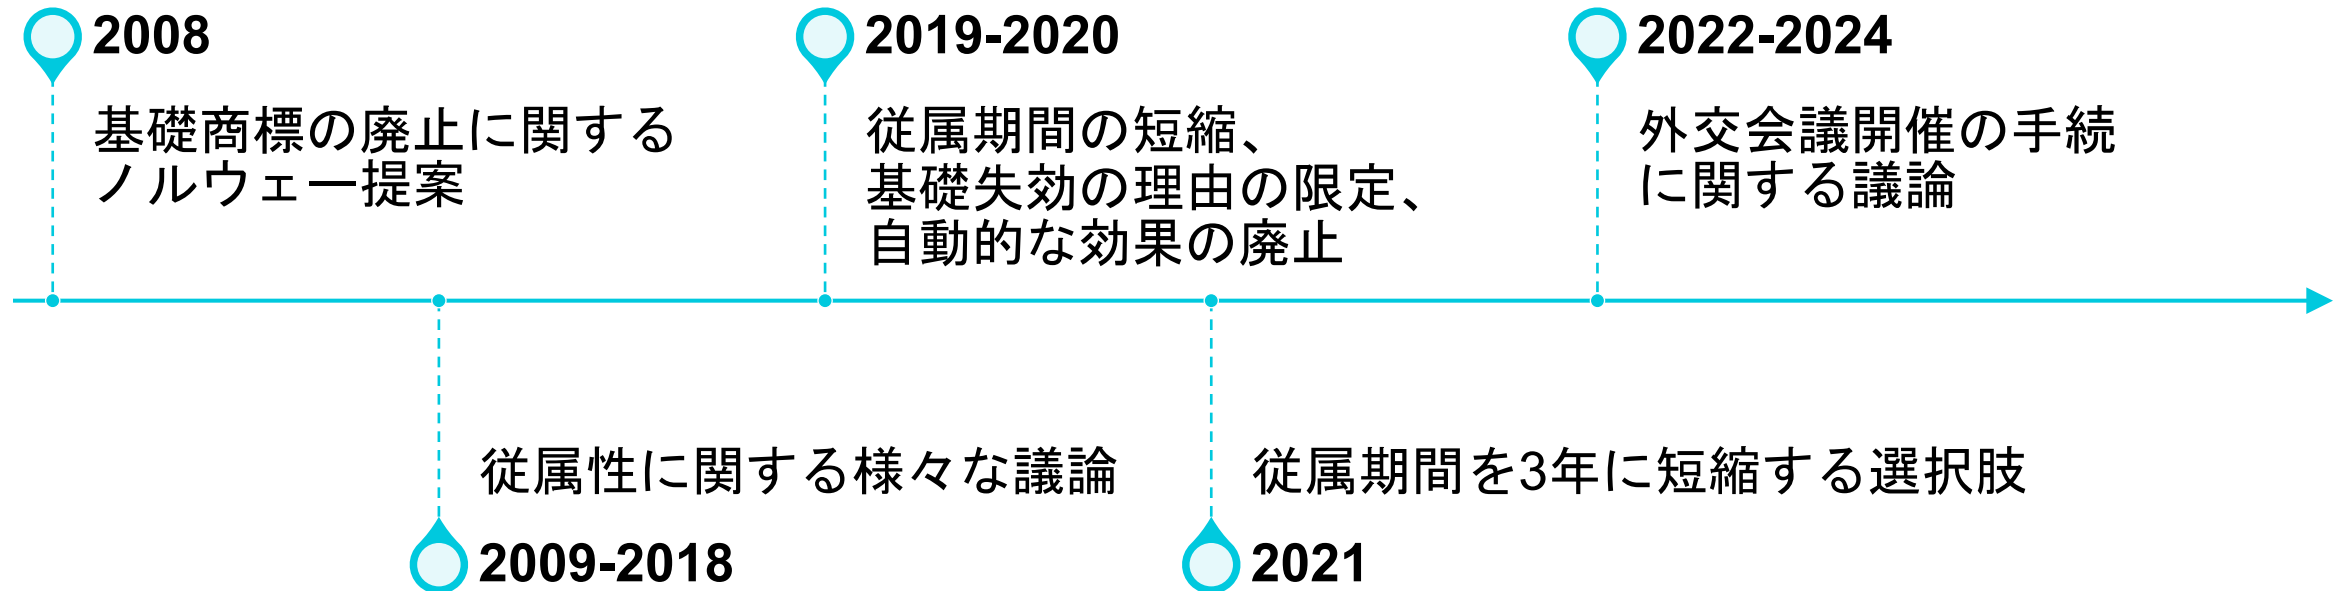 2008
基礎商標の廃止に関する
ノルウェー提案
2009-2018
従属性に関する様々な議論
2019-2020
従属期間の短縮、
基礎失効の理由の限定、
自動的な効果の廃止
2021
従属期間を3年に短縮する選択肢
2022-2024
外交会議開催の手続
に関する議論